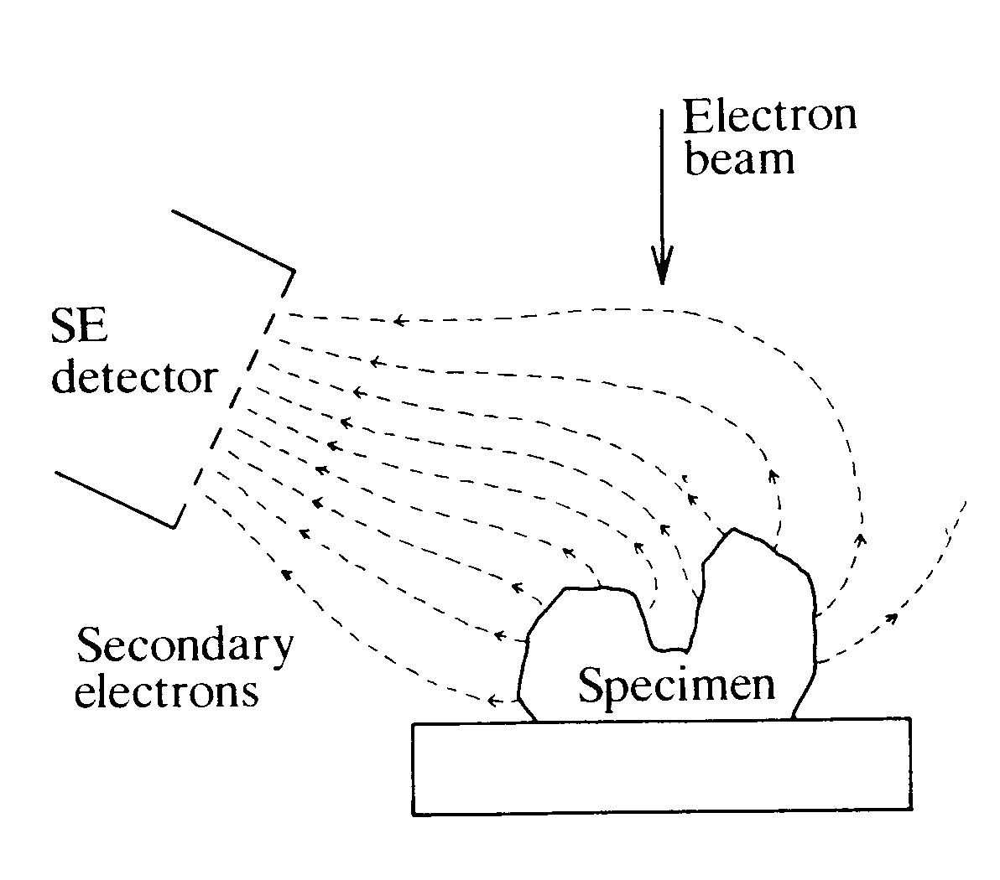 Electron
beam
SE
detector
Secondary
electrons
Specimen